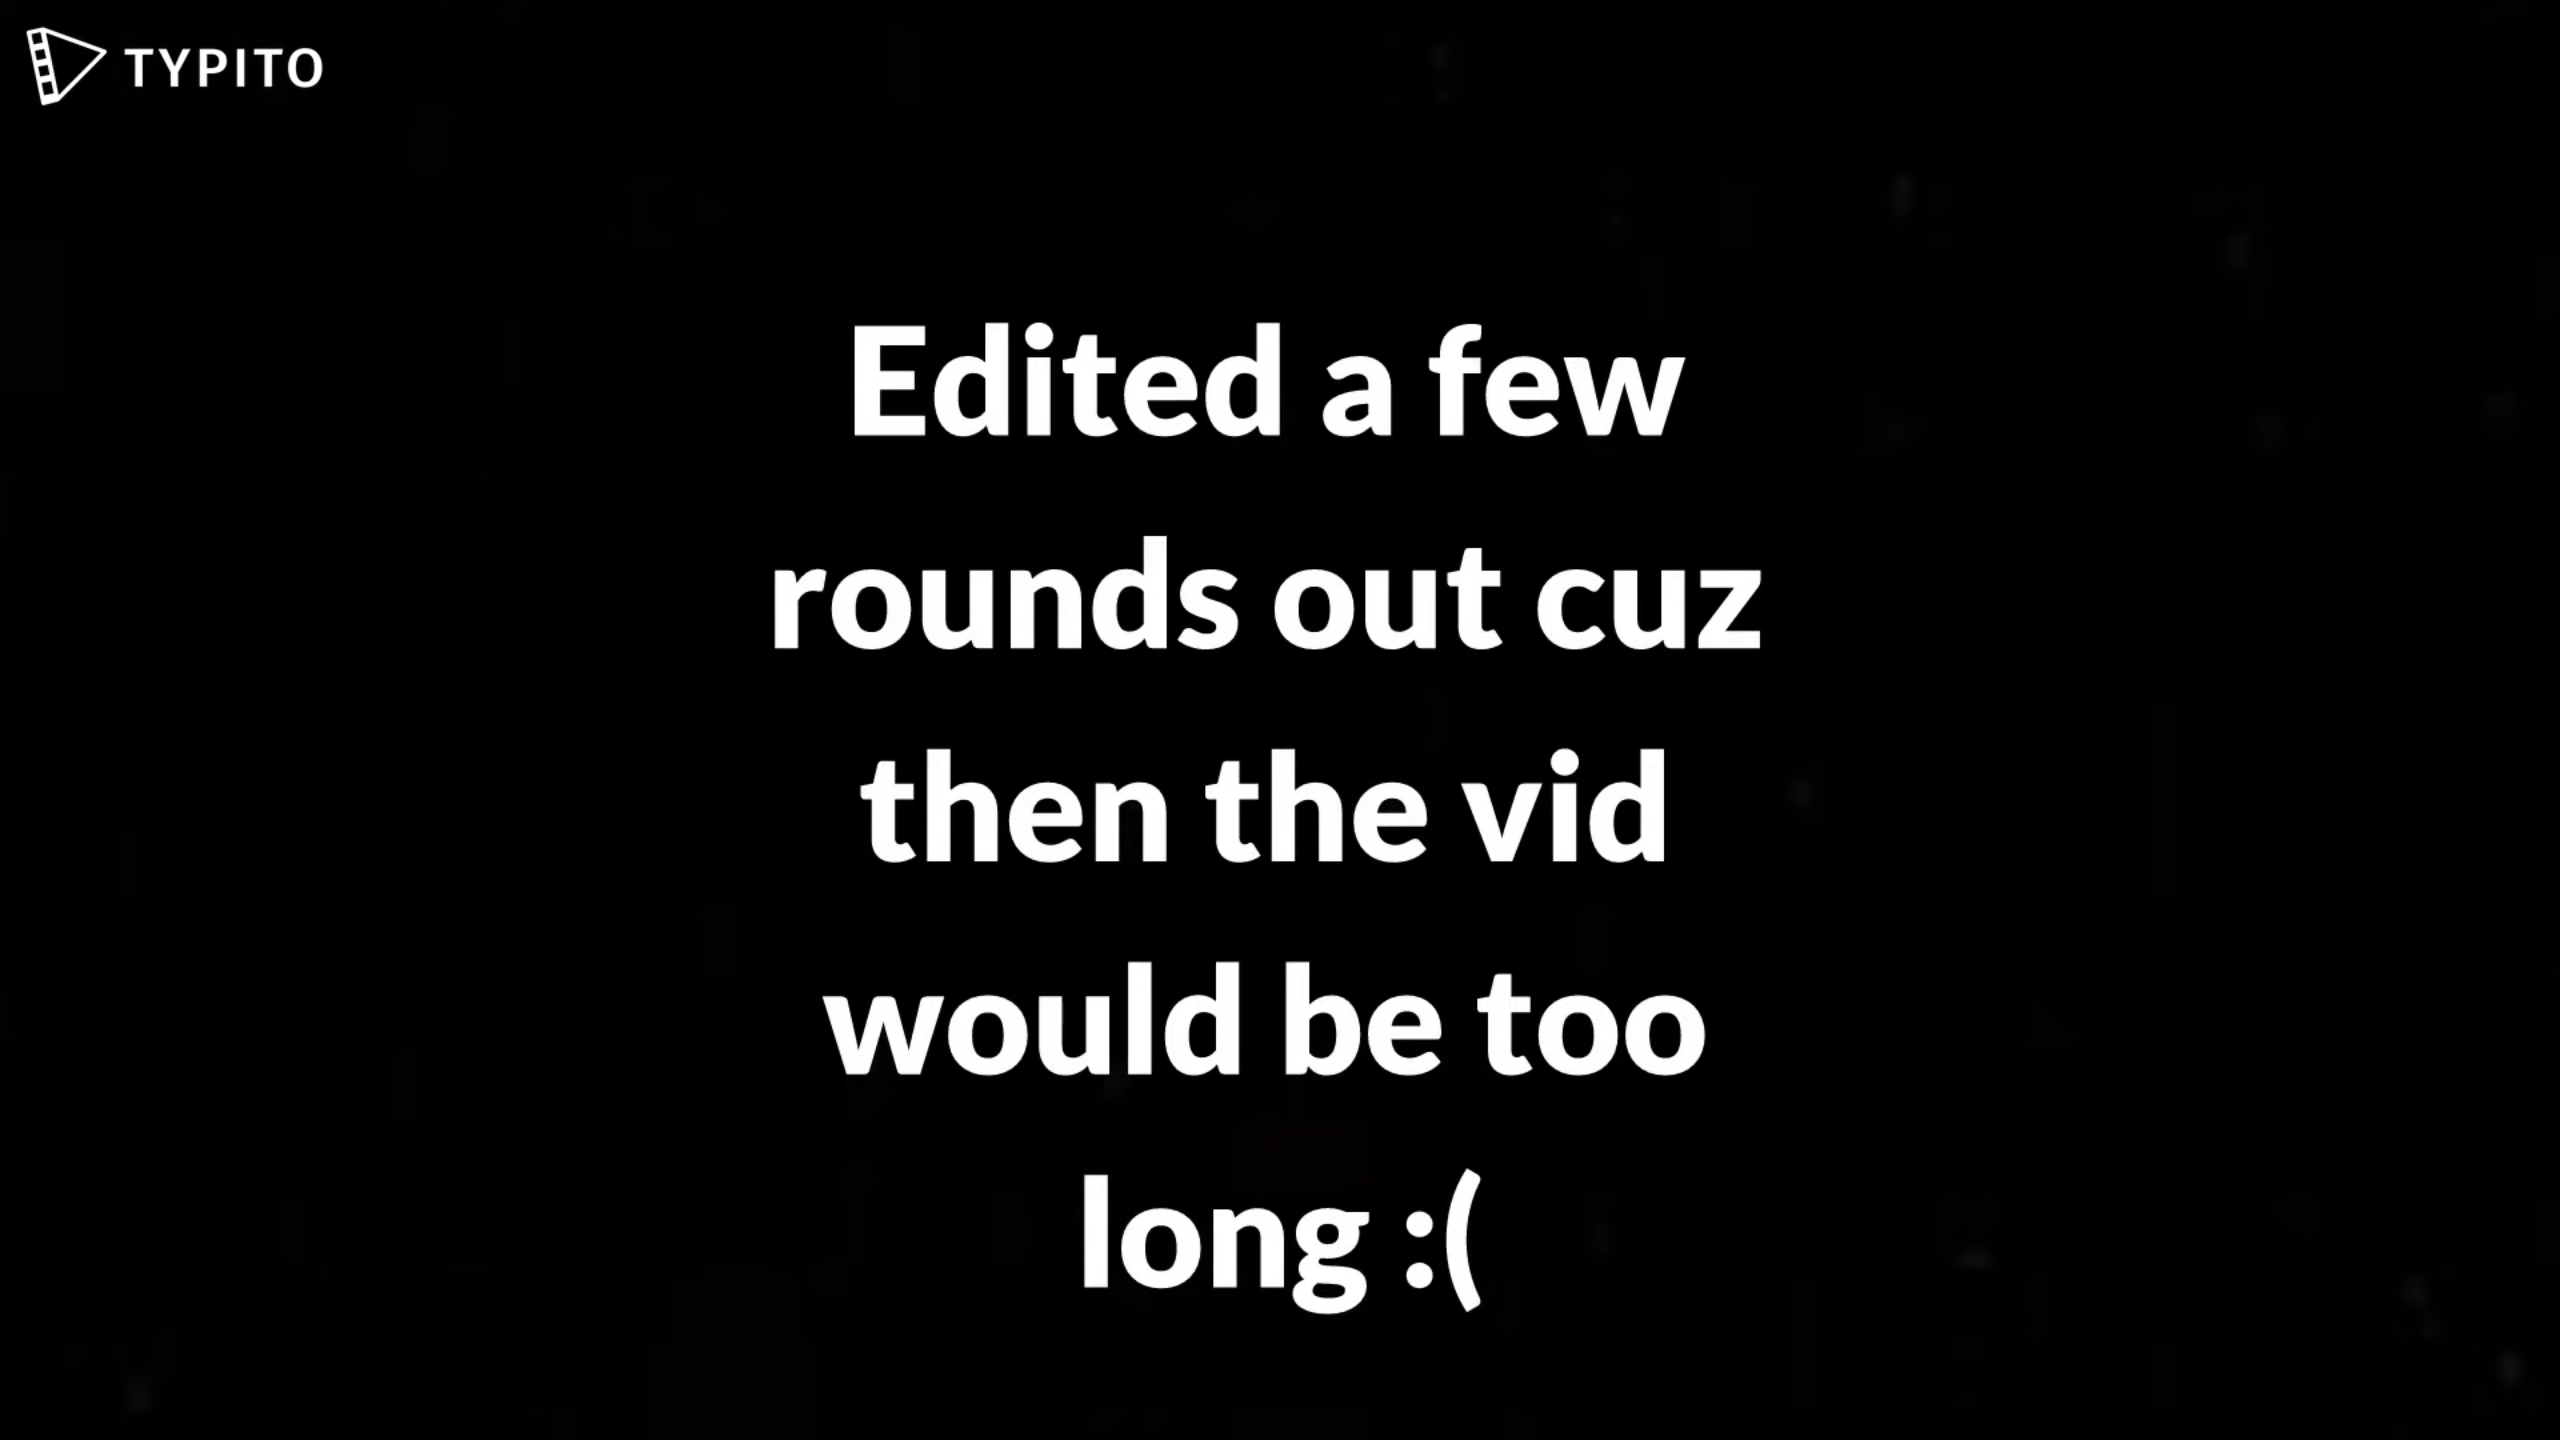 TYPITO
Edited a few
rounds out cuz
then the vid
would be too
long :(